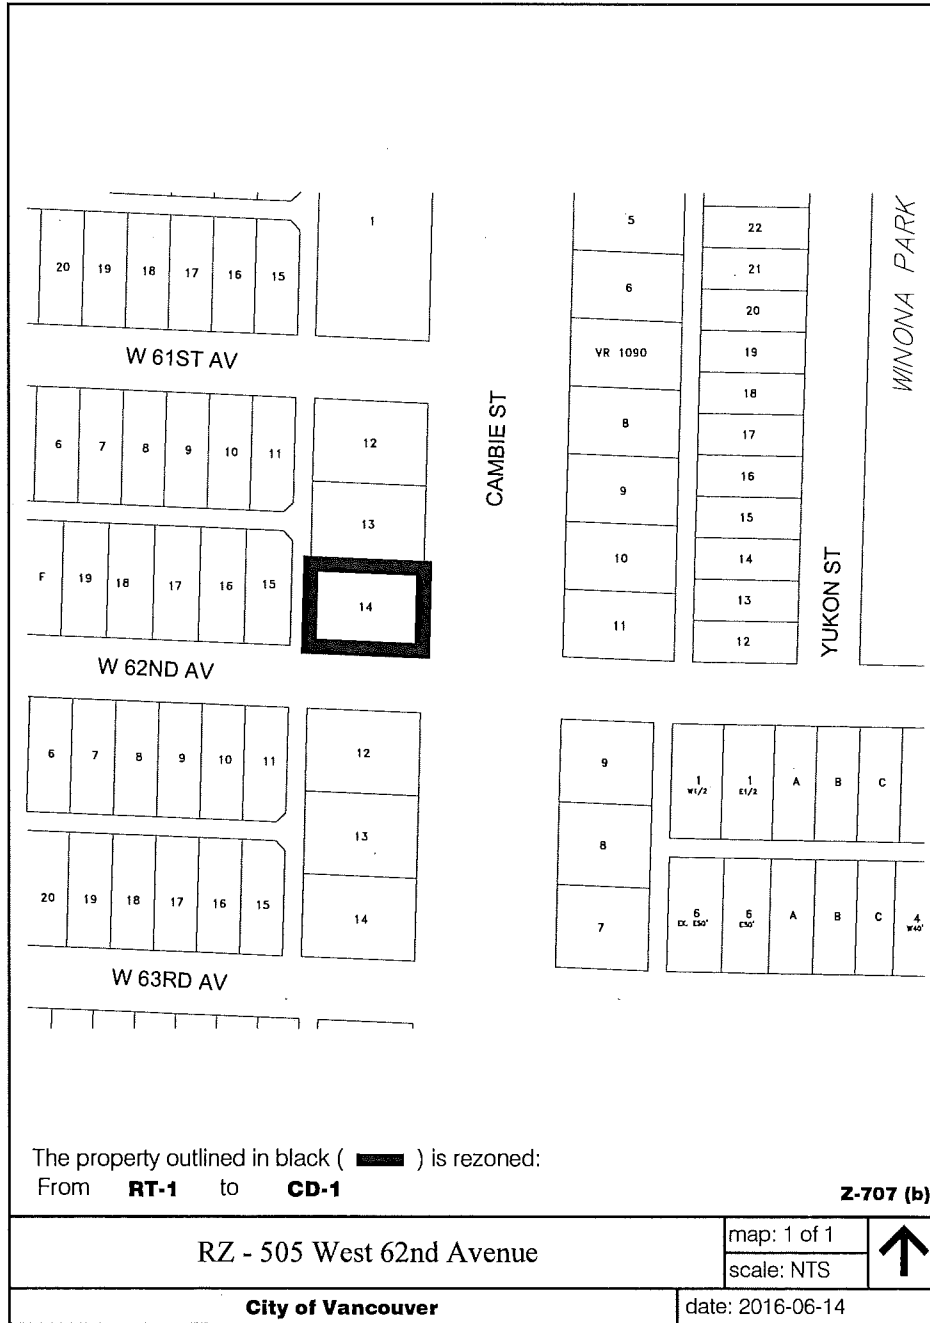 1
20 19 18 17 16 15
5
6
VR 1090
8
9
10
11
22
21
20
19
18
17
16
15
14
13
12
WINONA PARK
W 61ST AV
CAMBIE ST
YUKON ST
6 7 8 9 10 11
12
13
14
F 19 18 17 16 15
W 62ND AV
6 7 8 9 10 11
12
13
14
20 19 18 17 16 15
W 63RD AV
9
8
7
1 1 A B C
W1/2 E1/2
6 6 A B C 4
EX. E50' E50' W40'
The property outlined in black ( ) is rezoned:
From RT-1 to CD-1
Z-707 (b)
RZ - 505 West 62nd Avenue
map: 1 of 1
scale: NTS
City of Vancouver
date: 2016-06-14